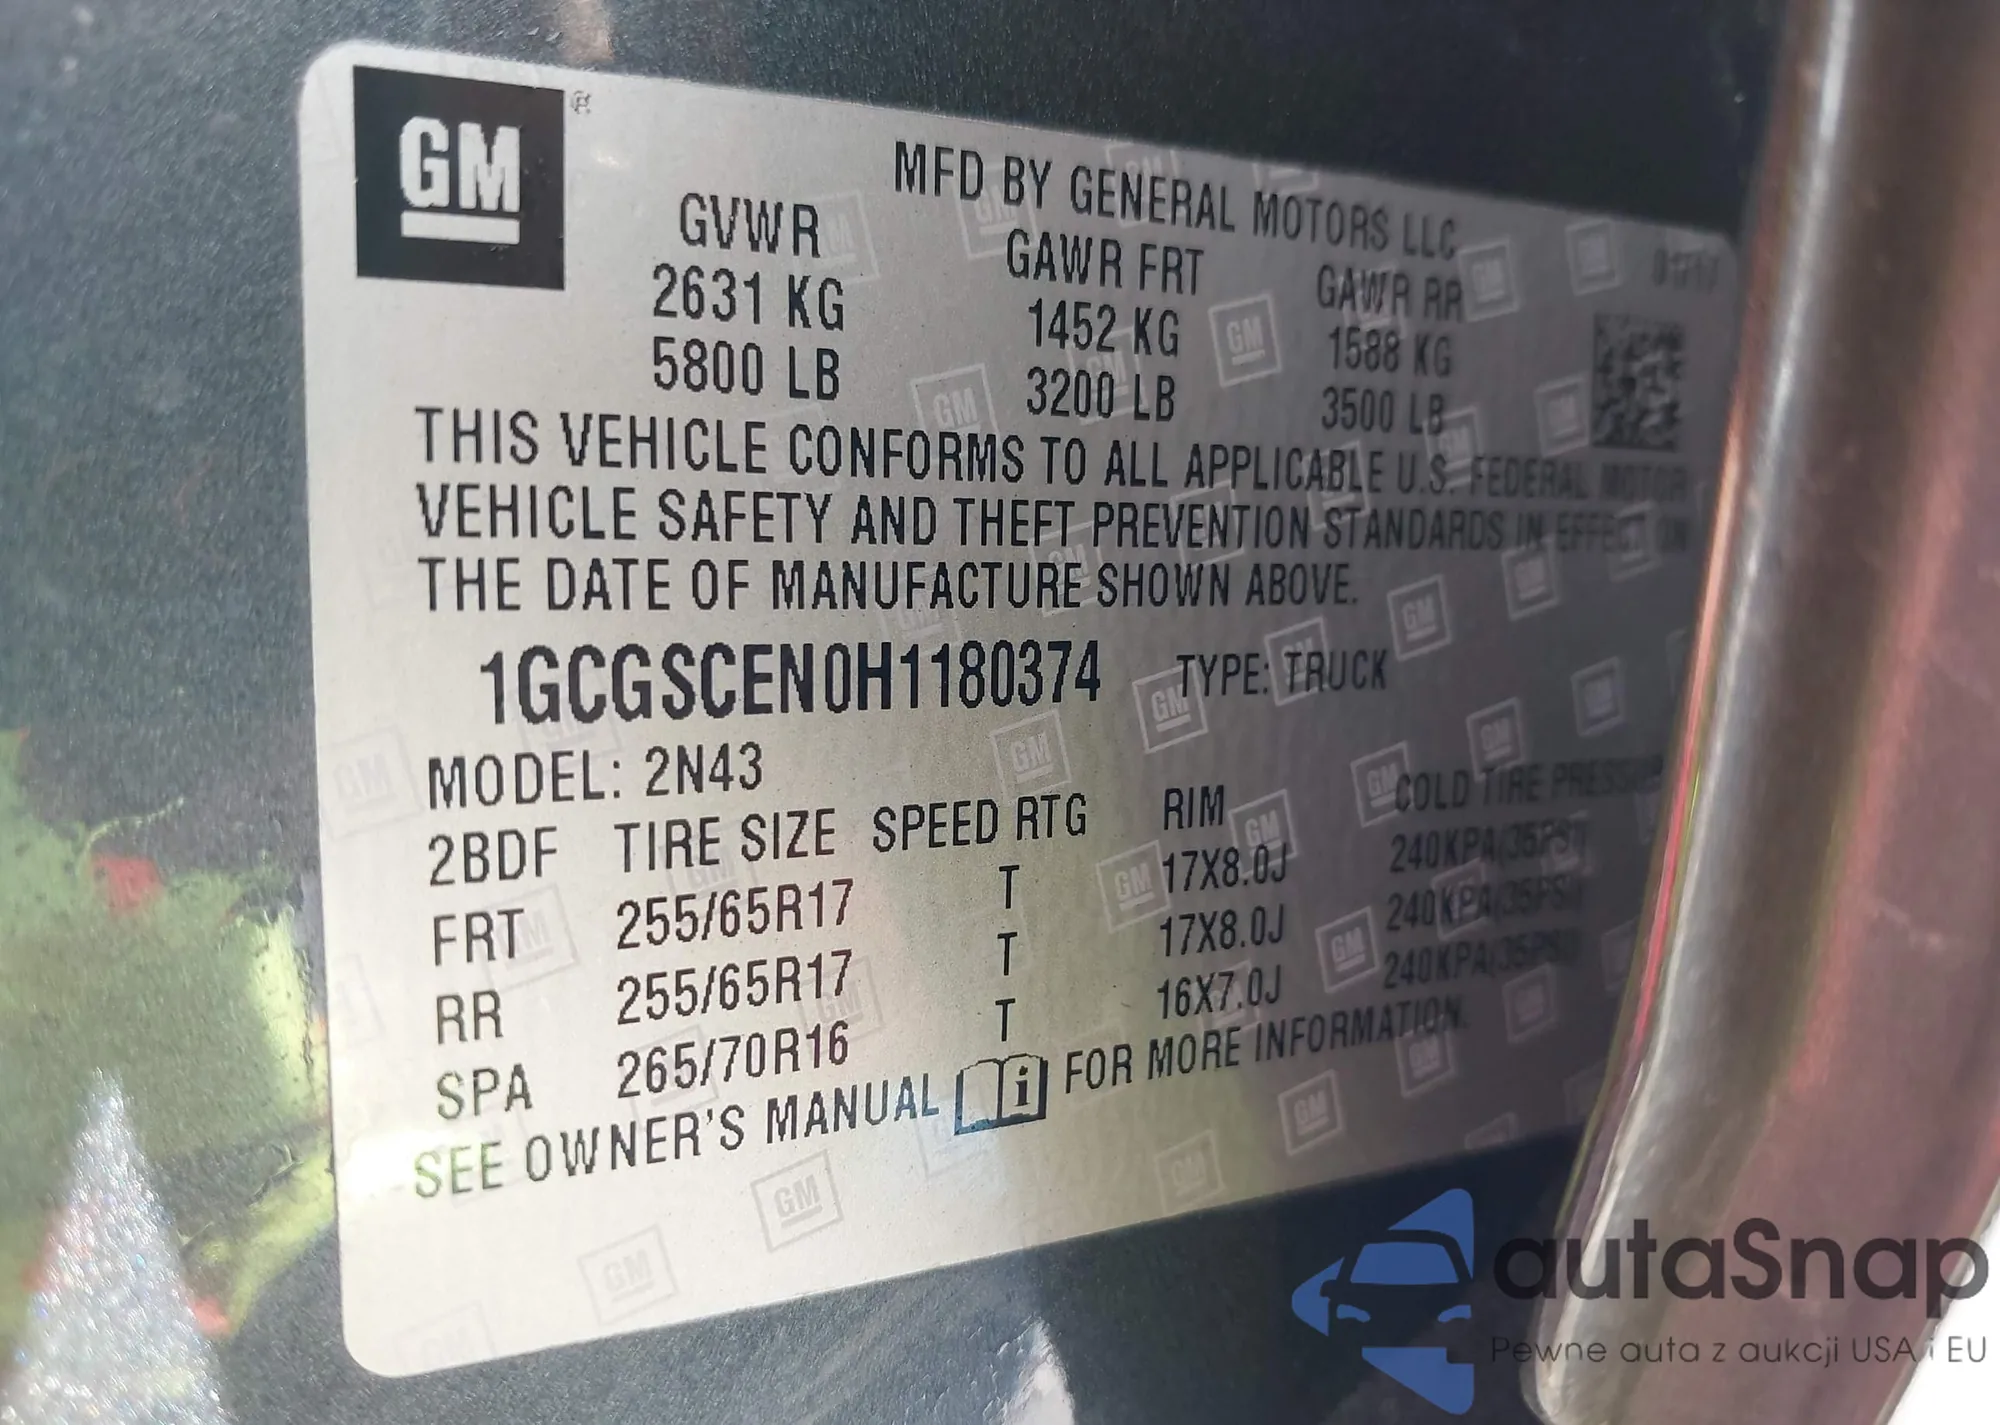 GM ®
MFD BY GENERAL MOTORS LLC
GVWR GAWR FRT GAWR RR
2631 KG 1452 KG 1588 KG
5800 LB 3200 LB 3500 LB
THIS VEHICLE CONFORMS TO ALL APPLICABLE U.S. FEDERAL MOTOR
VEHICLE SAFETY AND THEFT PREVENTION STANDARDS IN EFFECT ON
THE DATE OF MANUFACTURE SHOWN ABOVE.
1GCGSCEN0H1180374 TYPE: TRUCK
MODEL: 2N43
2BDF TIRE SIZE SPEED RTG RIM COLD TIRE
FRT 255/65R17 T 17X8.0J 240KPA(35PSI)
RR 255/65R17 T 17X8.0J 240KPA(35PSI)
SPA 265/70R16 T 16X7.0J 240KPA(35PSI)
SEE OWNER'S MANUAL i FOR MORE INFORMATION.
autaSnap
Pewne auta z aukcji USA i EU